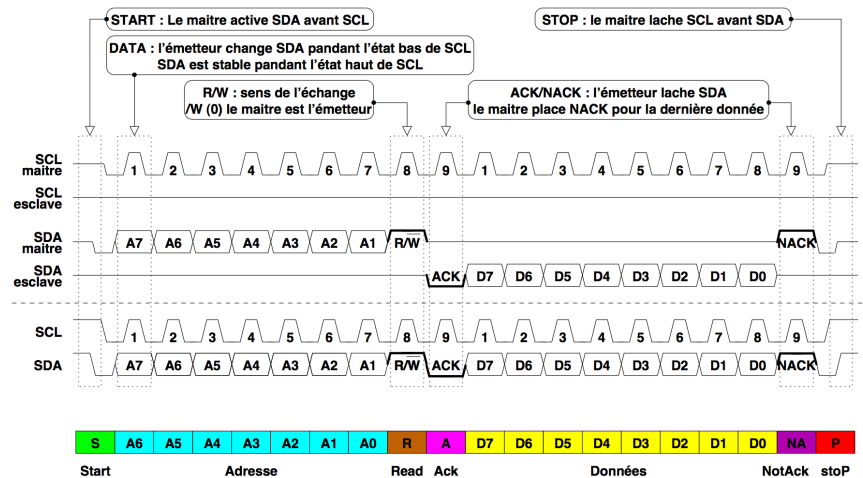 START : Le maitre active SDA avant SCL
STOP : le maitre lache SCL avant SDA
DATA : l'émetteur change SDA pandant l'état bas de SCL
SDA est stable pandant l'état haut de SCL
R/W : sens de l'échange
/W (0) le maitre est l'émetteur
ACK/NACK : l'émetteur lache SDA
le maitre place NACK pour la dernière donnée
SCL
maitre
1 2 3 4 5 6 7 8 9 1 2 3 4 5 6 7 8 9
SCL
esclave
SDA
maitre
A7 A6 A5 A4 A3 A2 A1 R/W NACK
SDA
esclave
ACK D7 D6 D5 D4 D3 D2 D1 D0
SCL 1 2 3 4 5 6 7 8 9 1 2 3 4 5 6 7 8 9
SDA A7 A6 A5 A4 A3 A2 A1 R/W ACK D7 D6 D5 D4 D3 D2 D1 D0 NACK
S A6 A5 A4 A3 A2 A1 A0 R A D7 D6 D5 D4 D3 D2 D1 D0 NA P
Start Adresse Read Ack Données NotAck stoP